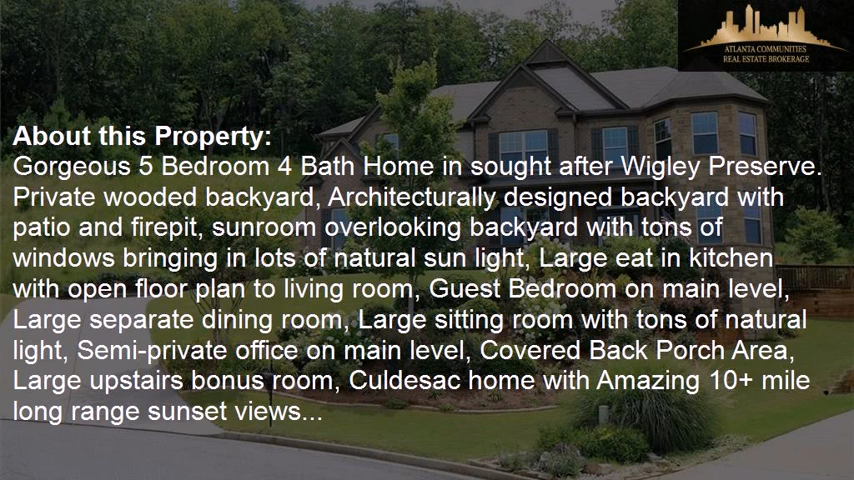 ATLANTA COMMUNITIES
REAL ESTATE BROKERAGE
About this Property:
Gorgeous 5 Bedroom 4 Bath Home in sought after Wigley Preserve.
Private wooded backyard, Architecturally designed backyard with
patio and firepit, sunroom overlooking backyard with tons of
windows bringing in lots of natural sun light, Large eat in kitchen
with open floor plan to living room, Guest Bedroom on main level,
Large separate dining room, Large sitting room with tons of natural
light, Semi-private office on main level, Covered Back Porch Area,
Large upstairs bonus room, Culdesac home with Amazing 10+ mile
long range sunset views...